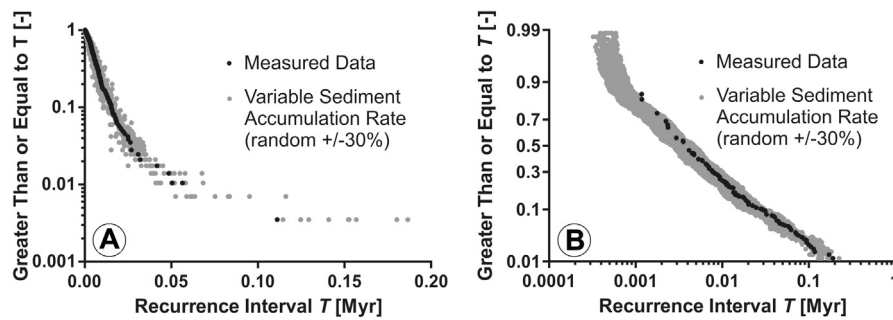 Greater Than or Equal to T [-]
1
0.1
0.01
0.001
Measured Data
Variable Sediment
Accumulation Rate
(random +/-30%)
A
0.00
0.05
0.10
0.15
0.20
Recurrence Interval T [Myr]
Greater Than or Equal to T [-]
0.99
0.9
0.7
0.5
0.3
0.1
0.01
Measured Data
Variable Sediment
Accumulation Rate
(random +/-30%)
B
0.0001
0.001
0.01
0.1
1
Recurrence Interval T [Myr]